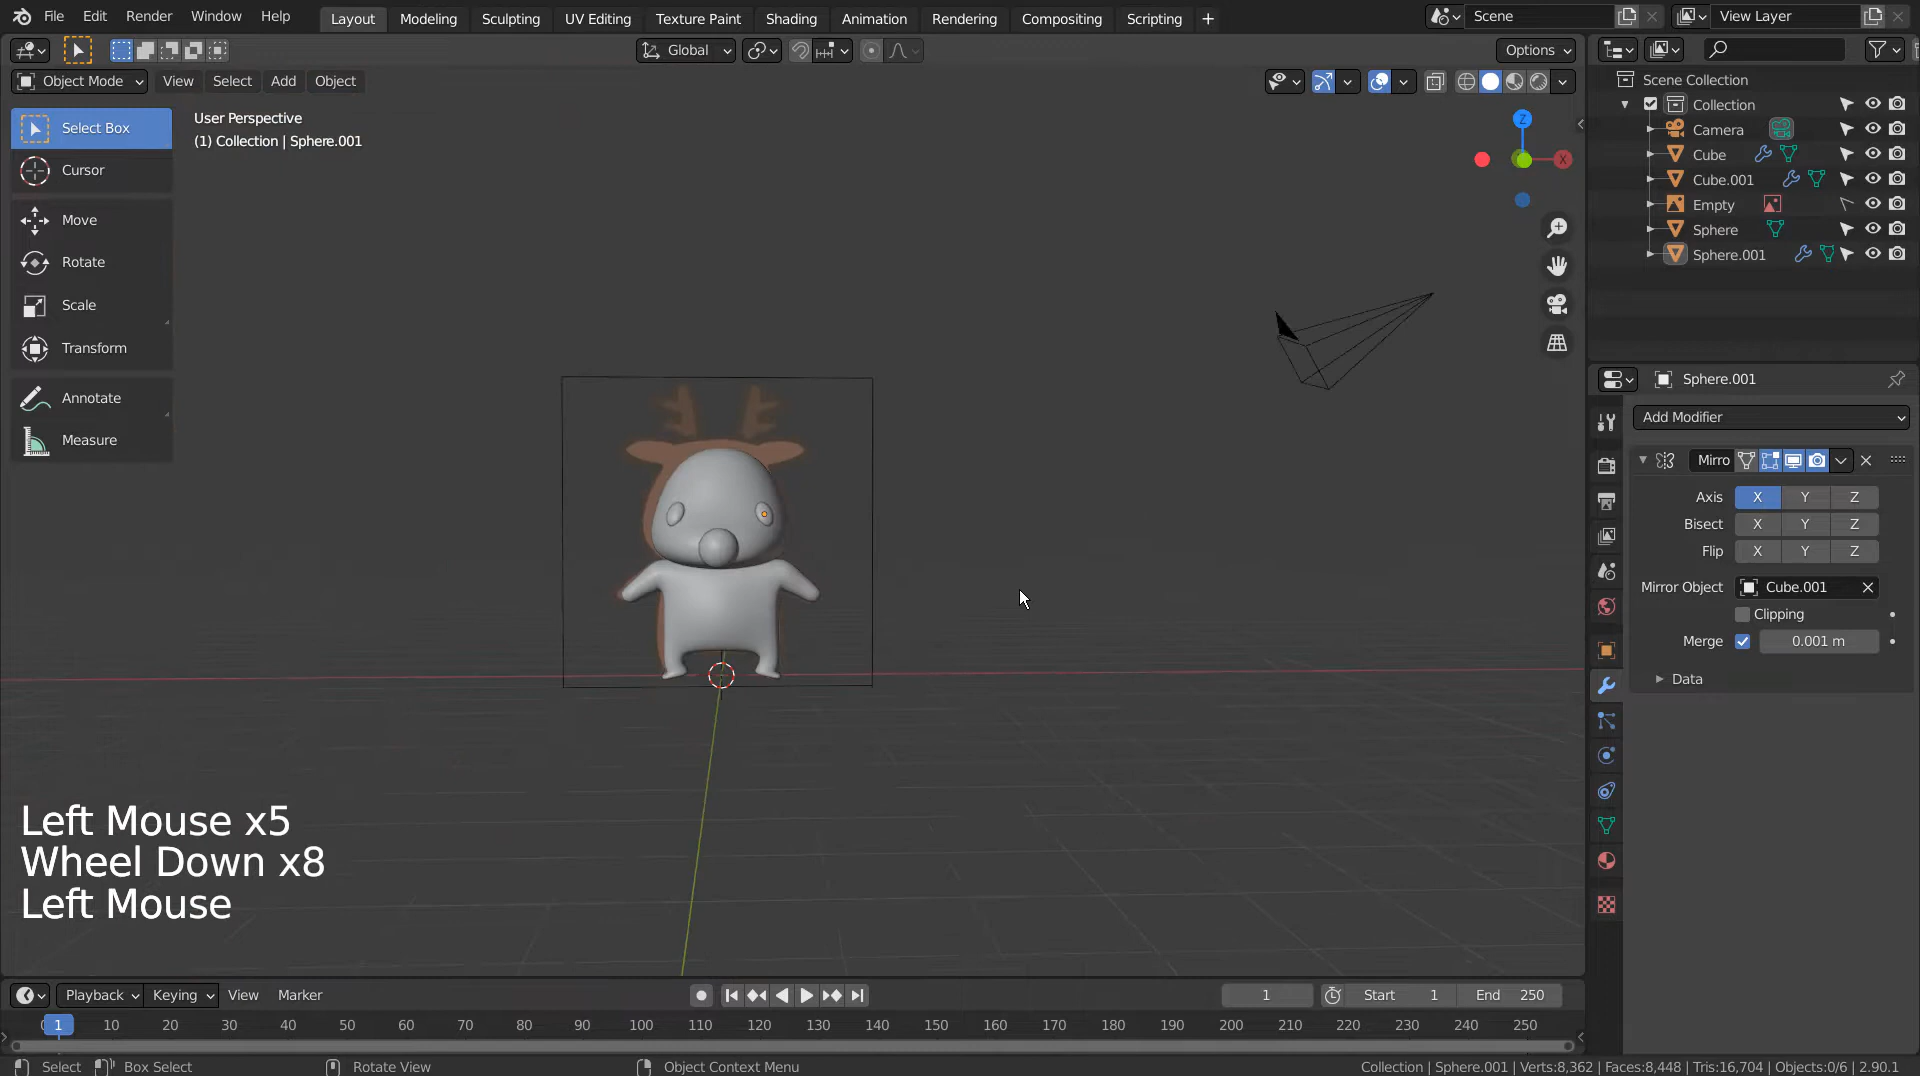 File Edit Render Window Help Layout Modeling Sculpting UV Editing Texture Paint Shading Animation Rendering Compositing Scripting + Scene View Layer
Global Options
Object Mode View Select Add Object
Select Box
Cursor
Move
Rotate
Scale
Transform
Annotate
Measure
User Perspective
(1) Collection | Sphere.001
Z
X
Scene Collection
Collection
Camera
Cube
Cube.001
Empty
Sphere
Sphere.001
Sphere.001
Add Modifier
Mirro
Axis X Y Z
Bisect X Y Z
Flip X Y Z
Mirror Object Cube.001
Clipping
Merge 0.001 m
Data
Left Mouse x5
Wheel Down x8
Left Mouse
Playback Keying View Marker 1 Start 1 End 250
1 10 20 30 40 50 60 70 80 90 100 110 120 130 140 150 160 170 180 190 200 210 220 230 240 250
Select Box Select Rotate View Object Context Menu Collection | Sphere.001 | Verts:8,362 | Faces:8,448 | Tris:16,704 | Objects:0/6 | 2.90.1